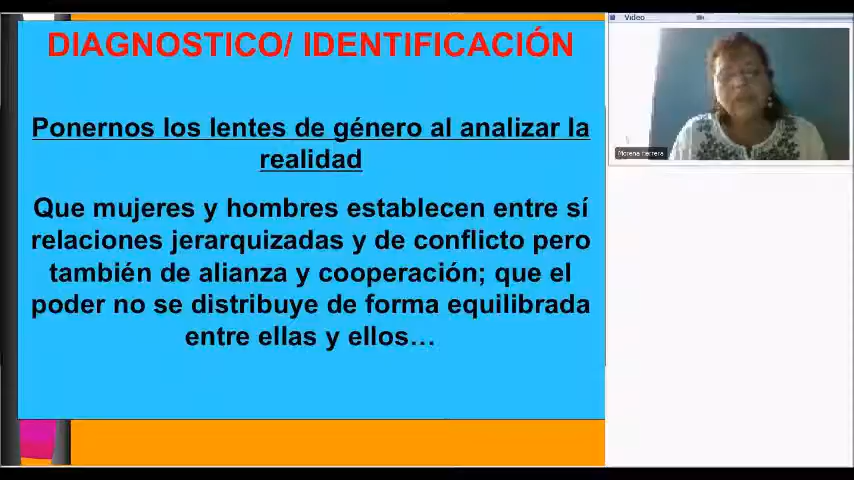 DIAGNOSTICO/ IDENTIFICACIÓN
Ponernos los lentes de género al analizar la
realidad
Que mujeres y hombres establecen entre sí
relaciones jerarquizadas y de conflicto pero
también de alianza y cooperación; que el
poder no se distribuye de forma equilibrada
entre ellas y ellos…
Video
Morena Herrera